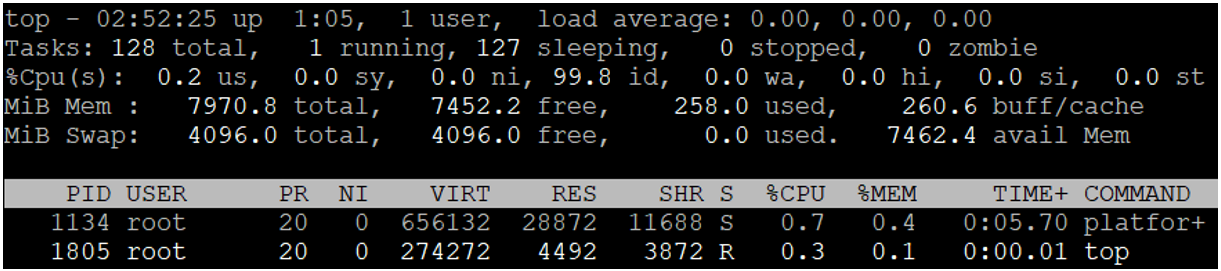 top - 02:52:25 up  1:05,  1 user,  load average: 0.00, 0.00, 0.00
Tasks: 128 total,   1 running, 127 sleeping,   0 stopped,   0 zombie
%Cpu(s):  0.2 us,  0.0 sy,  0.0 ni, 99.8 id,  0.0 wa,  0.0 hi,  0.0 si,  0.0 st
MiB Mem :   7970.8 total,   7452.2 free,    258.0 used,    260.6 buff/cache
MiB Swap:   4096.0 total,   4096.0 free,      0.0 used.   7462.4 avail Mem
PID USER      PR  NI    VIRT    RES    SHR S  %CPU  %MEM     TIME+ COMMAND
1134 root      20   0  656132  28872  11688 S   0.7   0.4   0:05.70 platfor+
1805 root      20   0  274272   4492   3872 R   0.3   0.1   0:00.01 top